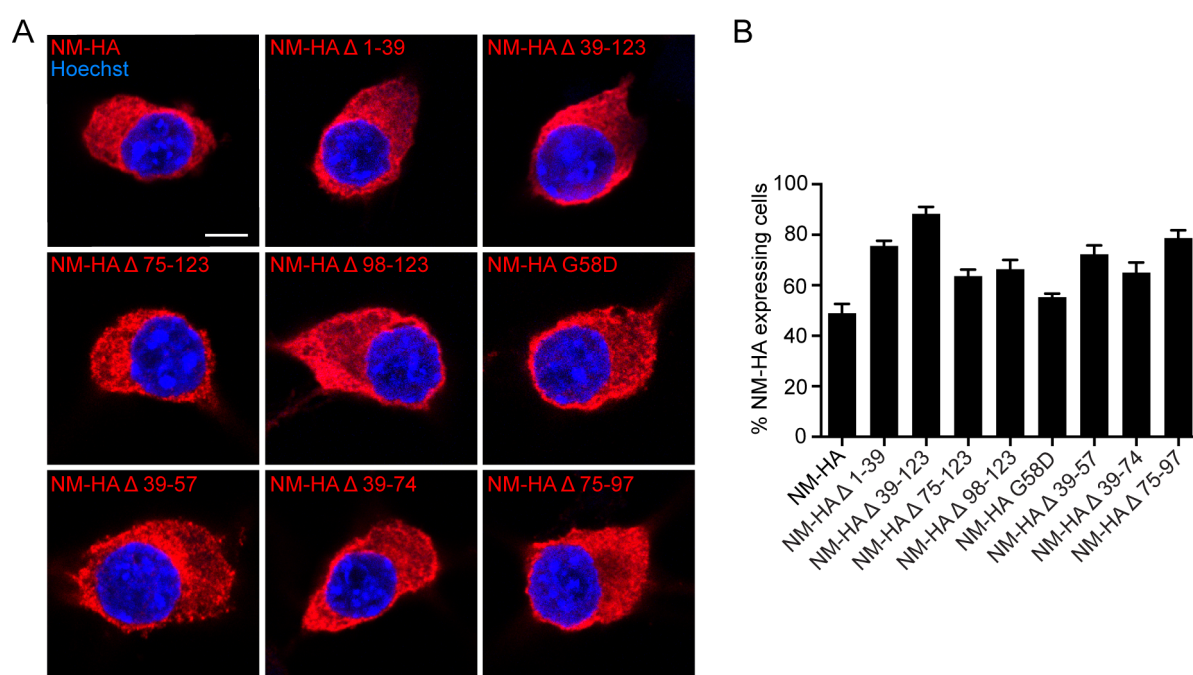 A
NM-HA
Hoechst
NM-HA Δ 1-39
NM-HA Δ 39-123
NM-HA Δ 75-123
NM-HA Δ 98-123
NM-HA G58D
NM-HA Δ 39-57
NM-HA Δ 39-74
NM-HA Δ 75-97
B
% NM-HA expressing cells
100
80
60
40
20
0
NM-HA
NM-HA Δ 1-39
NM-HA Δ 39-123
NM-HA Δ 75-123
NM-HA Δ 98-123
NM-HA G58D
NM-HA Δ 39-57
NM-HA Δ 39-74
NM-HA Δ 75-97